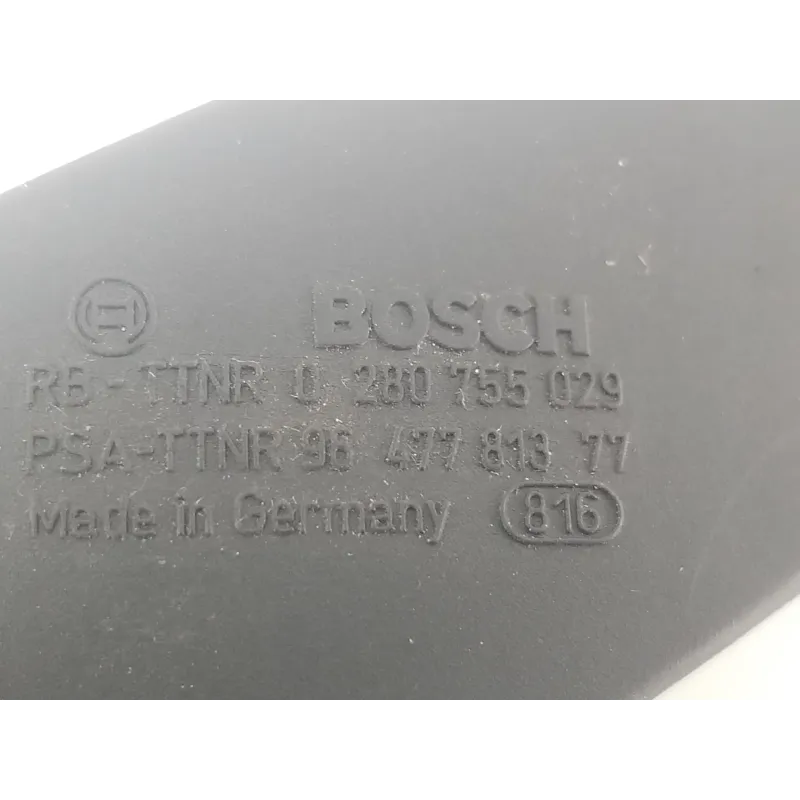 BOSCH
RB-TTNR 0 280 755 029
PSA-TTNR 96 477 813 77
Made in Germany 816